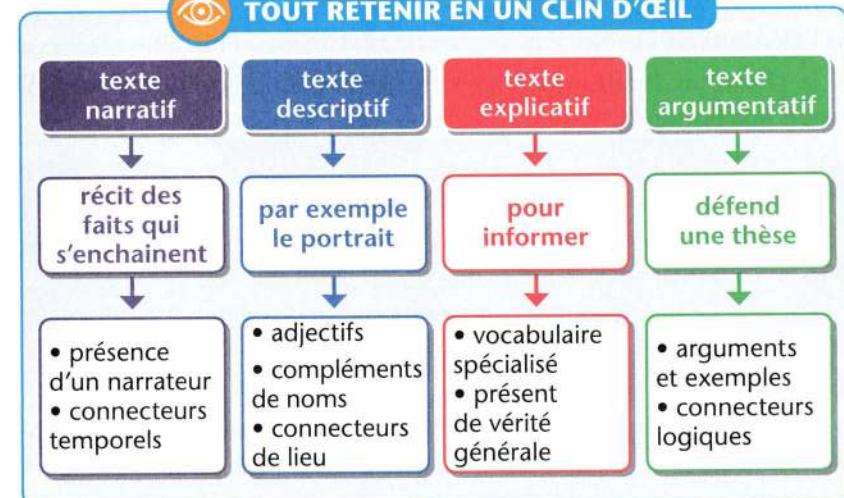 TOUT RETENIR EN UN CLIN D'ŒIL
texte
narratif
récit des
faits qui
s'enchainent
• présence
d'un narrateur
• connecteurs
temporels
texte
descriptif
par exemple
le portrait
• adjectifs
• compléments
de noms
• connecteurs
de lieu
texte
explicatif
pour
informer
• vocabulaire
spécialisé
• présent
de vérité
générale
texte
argumentatif
défend
une thèse
• arguments
et exemples
• connecteurs
logiques